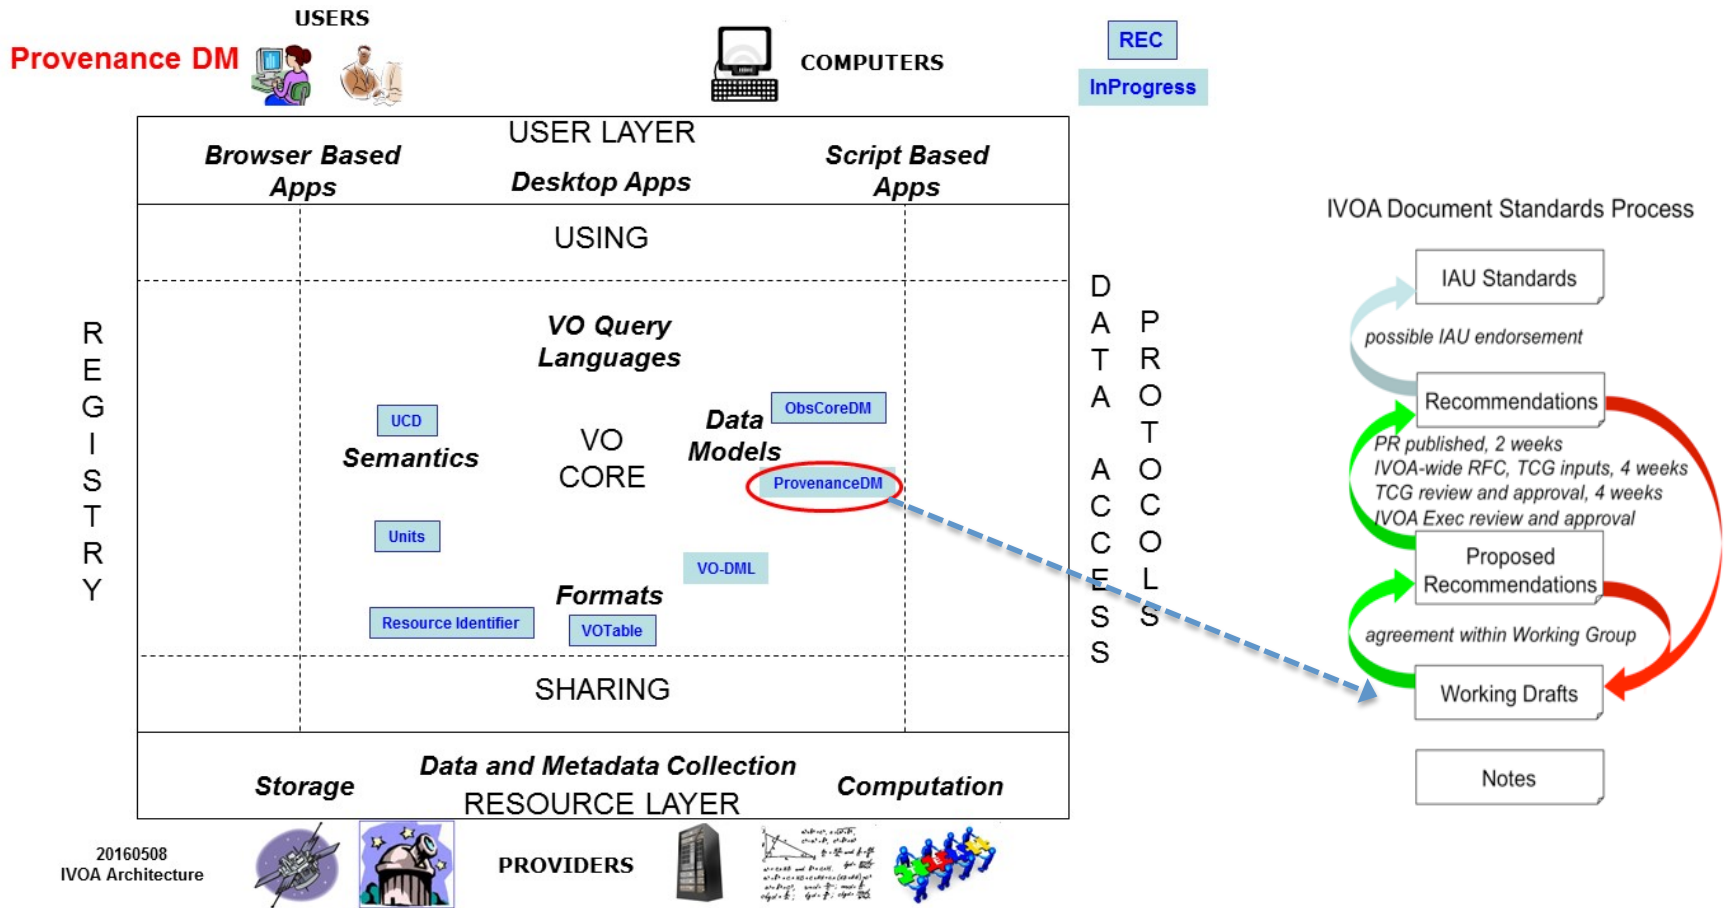 USERS
Provenance DM
COMPUTERS
REC
InProgress
USER LAYER
Browser Based
Apps
Desktop Apps
Script Based
Apps
USING
REGISTRY
VO Query
Languages
UCD
Semantics
VO
CORE
Data
Models
ObsCoreDM
ProvenanceDM
Units
VO-DML
Formats
Resource Identifier
VOTable
SHARING
DATA ACCESS
PROTOCOLS
Storage
Data and Metadata Collection
RESOURCE LAYER
Computation
20160508
IVOA Architecture
PROVIDERS
IVOA Document Standards Process
IAU Standards
possible IAU endorsement
Recommendations
PR published, 2 weeks
IVOA-wide RFC, TCG inputs, 4 weeks
TCG review and approval, 4 weeks
IVOA Exec review and approval
Proposed
Recommendations
agreement within Working Group
Working Drafts
Notes